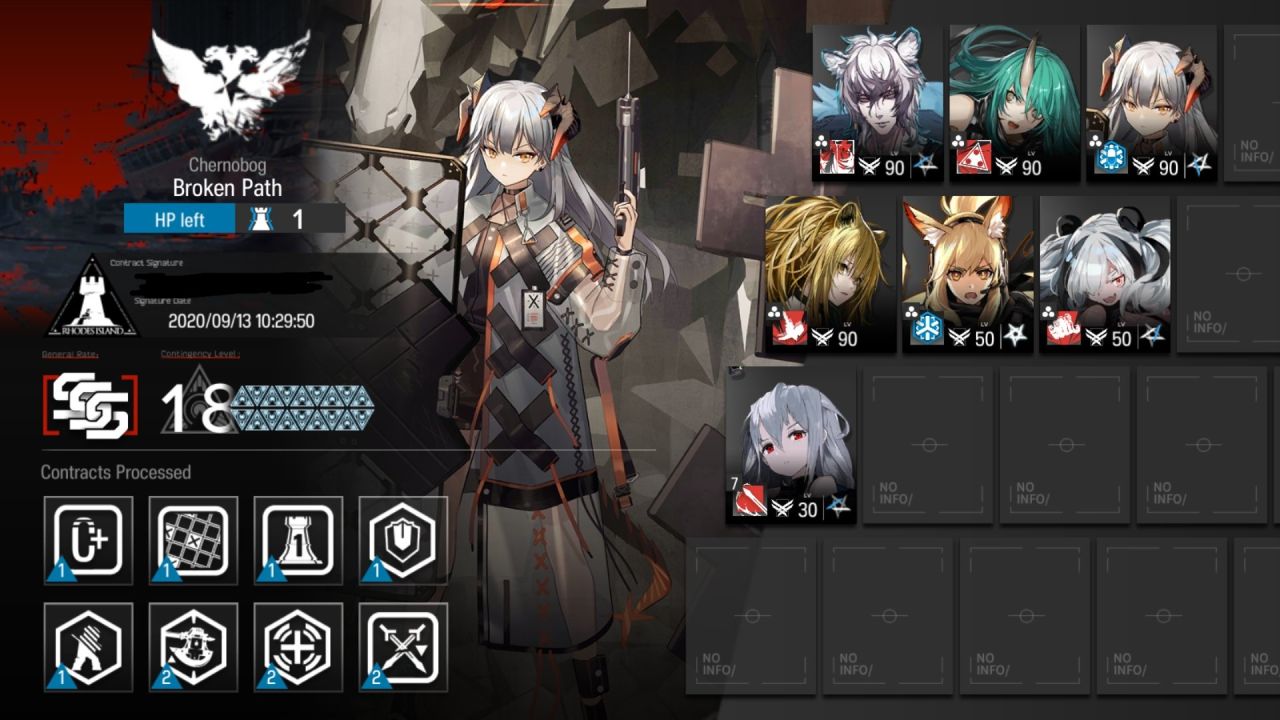 Chernobog
Broken Path
HP left 1
Contract Signature
RHODES ISLAND
Signature Date
2020/09/13 10:29:50
General Rate:
Contingency Level:
18
Contracts Processed
1
1
1
1
1
1
2
2
2
LV
90
LV
90
LV
90
NO
INFO/
LV
90
LV
50
LV
50
NO
INFO/
7
LV
30
NO
INFO/
NO
INFO/
NO
INFO/
NO
INFO/
NO
INFO/
NO
INFO/
NO
INFO/
NO
INFO/